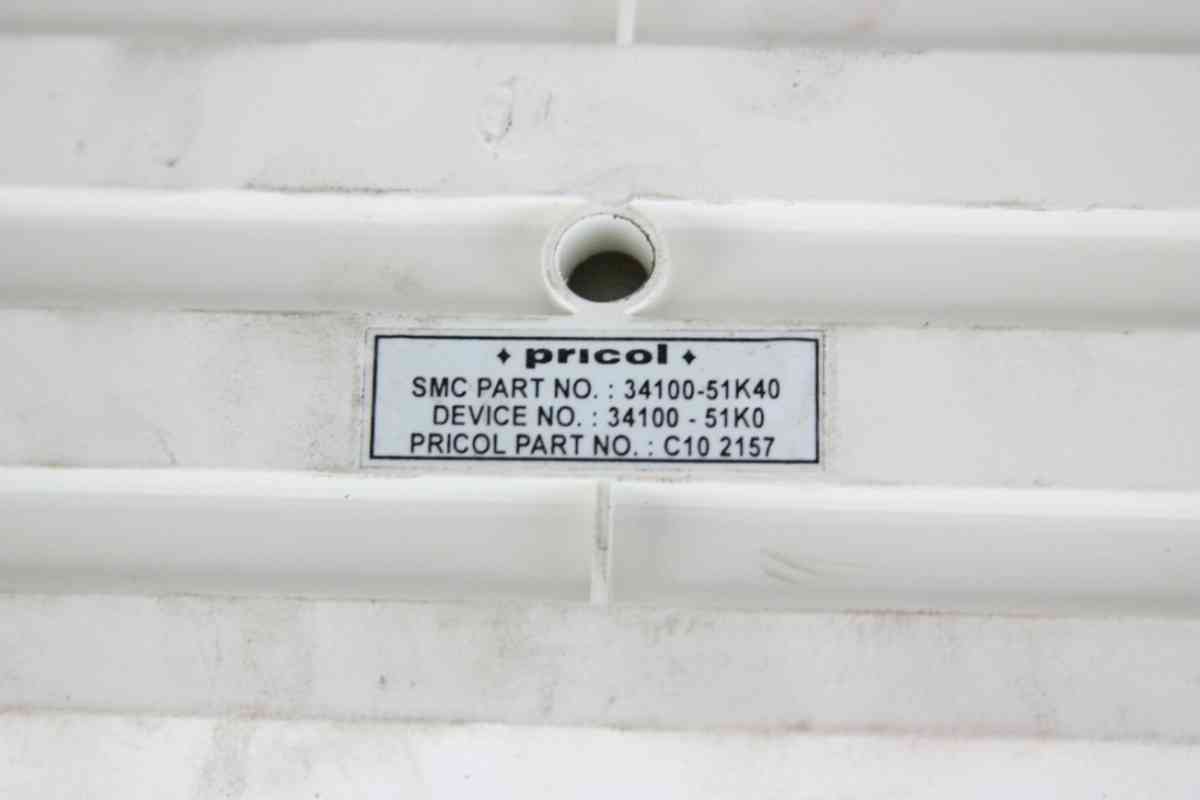 pricol
SMC PART NO. : 34100-51K40
DEVICE NO. : 34100 - 51K0
PRICOL PART NO. : C10 2157